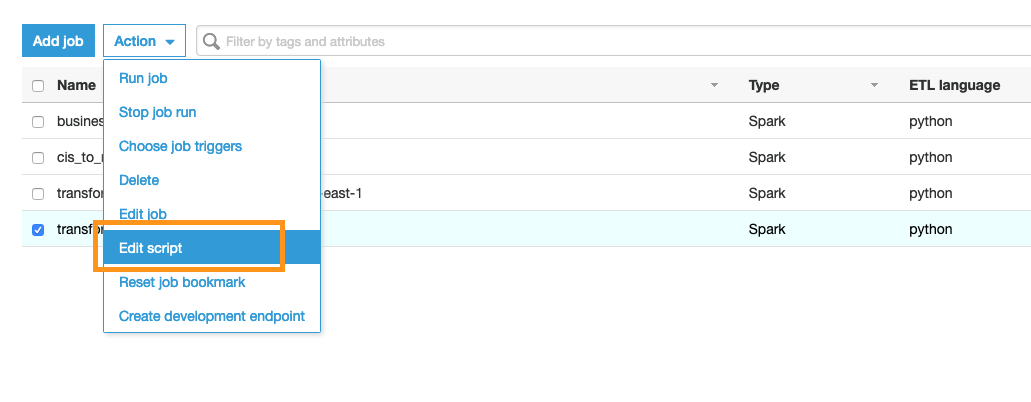 Add job Action Filter by tags and attributes
Name Type ETL language
Run job
Stop job run
Choose job triggers
Delete
Edit job
Edit script
Reset job bookmark
Create development endpoint
busines Spark python
cis_to_ Spark python
transfor -east-1 Spark python
transfor Spark python